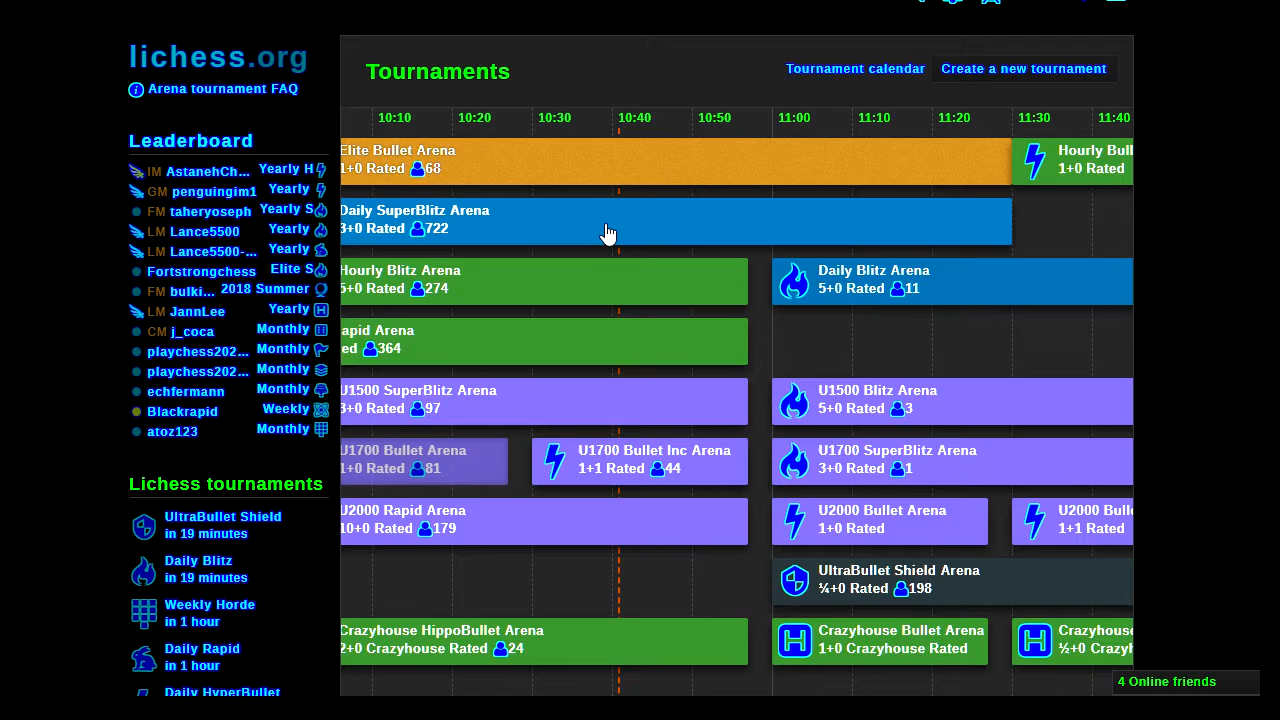 lichess.org
Arena tournament FAQ
Leaderboard
IM AstanehCh... Yearly H
GM penguingim1 Yearly
FM taheryoseph Yearly S
LM Lance5500 Yearly
LM Lance5500-... Yearly
Fortstrongchess Elite S
FM bulki... 2018 Summer
LM JannLee Yearly
CM j_coca Monthly
playchess202... Monthly
playchess202... Monthly
echfermann Monthly
Blackrapid Weekly
atoz123 Monthly
Lichess tournaments
UltraBullet Shield
in 19 minutes
Daily Blitz
in 19 minutes
Weekly Horde
in 1 hour
Daily Rapid
in 1 hour
Daily HyperBullet
Tournaments
Tournament calendar
Create a new tournament
10:10 10:20 10:30 10:40 10:50 11:00 11:10 11:20 11:30 11:40
Elite Bullet Arena
1+0 Rated 68
Hourly Bull
1+0 Rated
Daily SuperBlitz Arena
3+0 Rated 722
Hourly Blitz Arena
5+0 Rated 274
Daily Blitz Arena
5+0 Rated 11
apid Arena
ed 364
U1500 SuperBlitz Arena
3+0 Rated 97
U1500 Blitz Arena
5+0 Rated 3
U1700 Bullet Arena
1+0 Rated 81
U1700 Bullet Inc Arena
1+1 Rated 44
U1700 SuperBlitz Arena
3+0 Rated 1
U2000 Rapid Arena
10+0 Rated 179
U2000 Bullet Arena
1+0 Rated
U2000 Bulle
1+1 Rated
UltraBullet Shield Arena
¼+0 Rated 198
Crazyhouse HippoBullet Arena
2+0 Crazyhouse Rated 24
Crazyhouse Bullet Arena
1+0 Crazyhouse Rated
Crazyhouse
½+0 Crazyh
4 Online friends